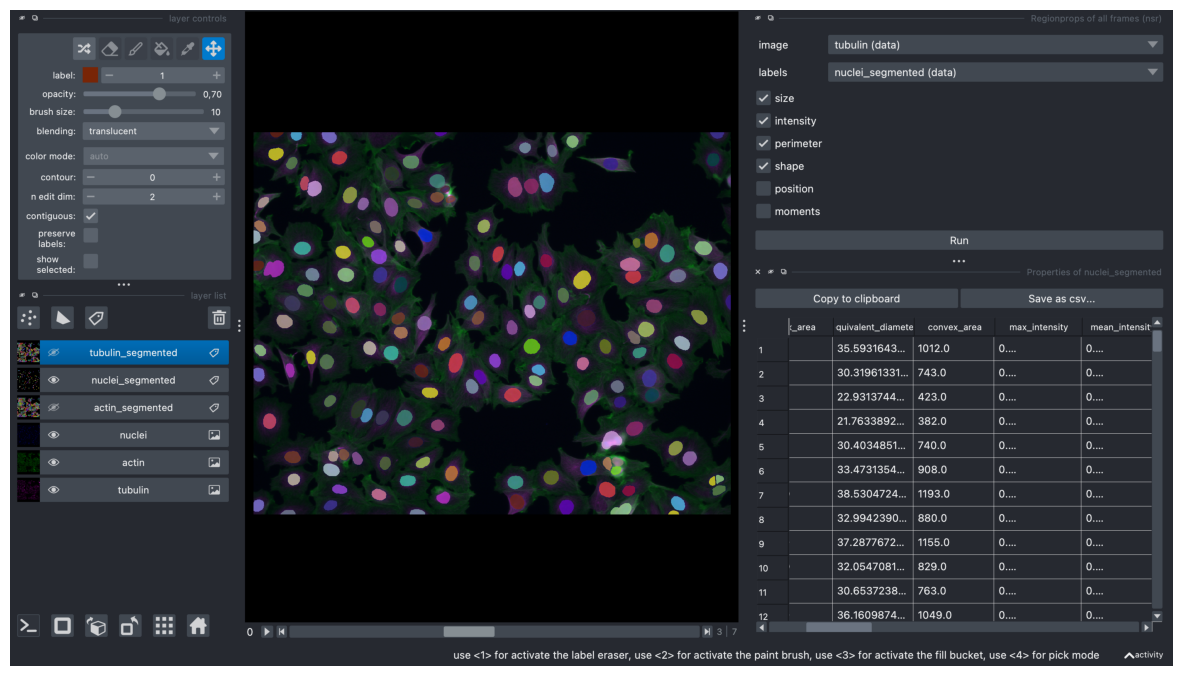 layer controls
label: 1
opacity: 0,70
brush size: 10
blending: translucent
color mode: auto
contour: 0
n edit dim: 2
contiguous:
preserve
labels:
show
selected:
layer list
tubulin_segmented
nuclei_segmented
actin_segmented
nuclei
actin
tubulin
0 3 | 7
Regionprops of all frames (nsr)
image tubulin (data)
labels nuclei_segmented (data)
size
intensity
perimeter
shape
position
moments
Run
Properties of nuclei_segmented
Copy to clipboard Save as csv...
_area quivalent_diamete convex_area max_intensity mean_intensit
1 35.5931643... 1012.0 0.... 0....
2 30.31961331... 743.0 0.... 0....
3 22.9313744... 423.0 0.... 0....
4 21.7633892... 382.0 0.... 0....
5 30.4034851... 740.0 0.... 0....
6 33.4731354... 908.0 0.... 0....
7 38.5304724... 1193.0 0.... 0....
8 32.9942390... 880.0 0.... 0....
9 37.2877672... 1155.0 0.... 0....
10 32.0547081... 829.0 0.... 0....
11 30.6537238... 763.0 0.... 0....
12 36.1609874... 1049.0 0.... 0....
use <1> for activate the label eraser, use <2> for activate the paint brush, use <3> for activate the fill bucket, use <4> for pick mode activity